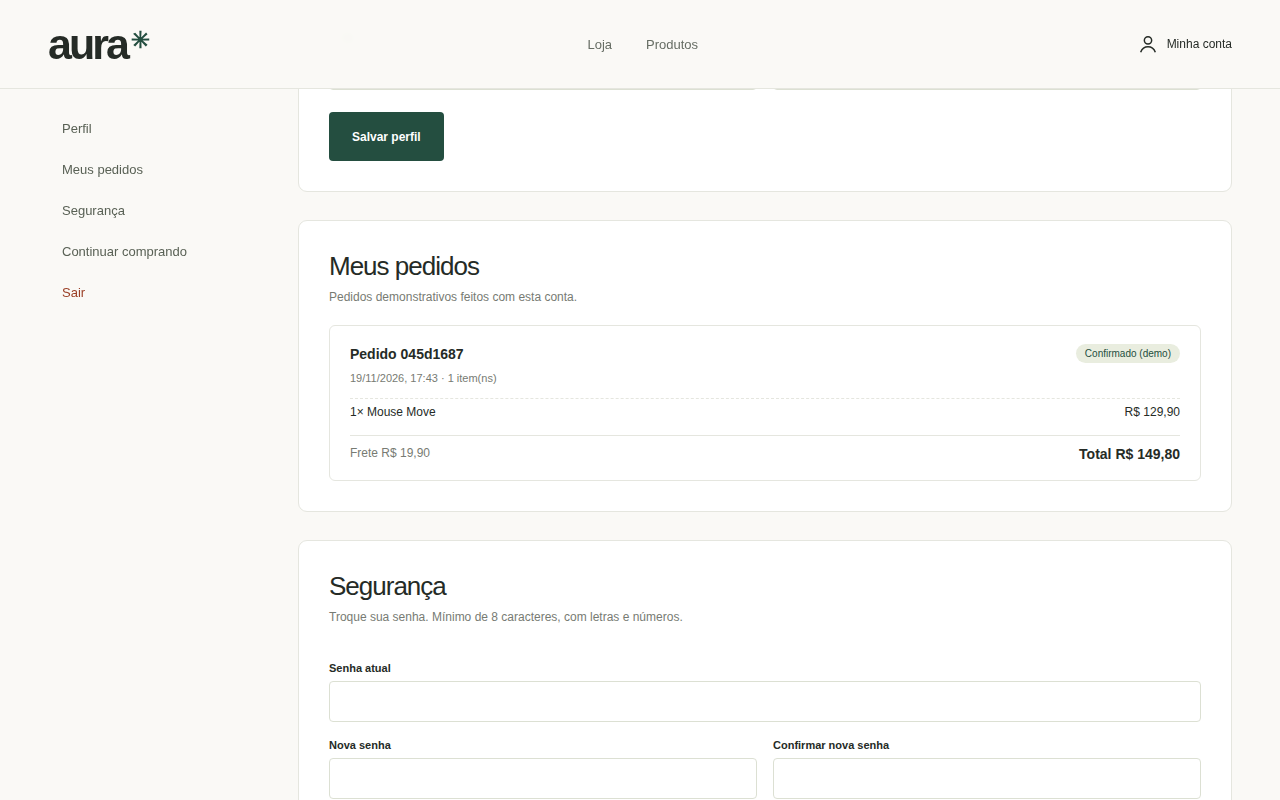 aura
Loja
Produtos
Minha conta
Perfil
Meus pedidos
Segurança
Continuar comprando
Sair
Salvar perfil
Meus pedidos
Pedidos demonstrativos feitos com esta conta.
Pedido 045d1687
Confirmado (demo)
19/11/2026, 17:43 · 1 item(ns)
1× Mouse Move
R$ 129,90
Frete R$ 19,90
Total R$ 149,80
Segurança
Troque sua senha. Mínimo de 8 caracteres, com letras e números.
Senha atual
Nova senha
Confirmar nova senha